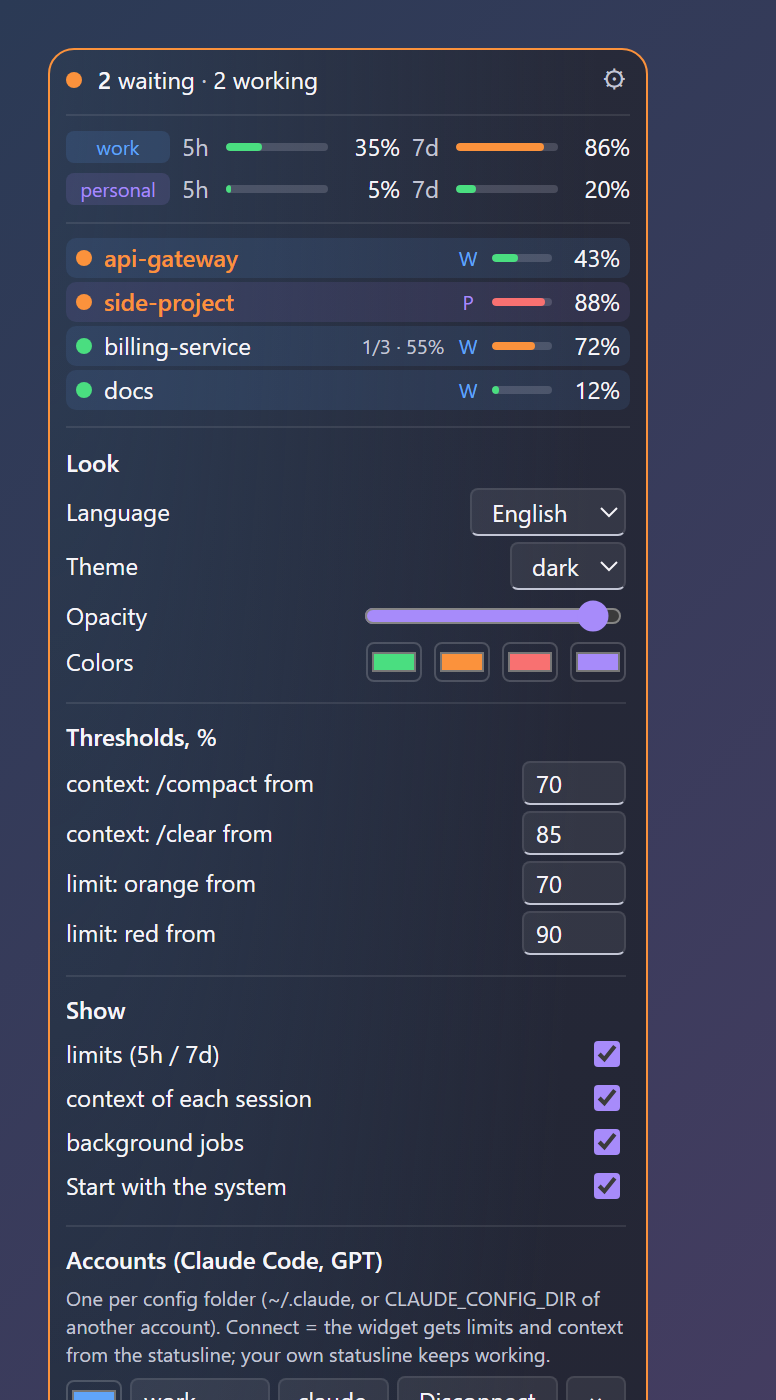 2 waiting · 2 working
work 5h 35% 7d 86%
personal 5h 5% 7d 20%
api-gateway W 43%
side-project P 88%
billing-service 1/3 · 55% W 72%
docs W 12%
Look
Language English
Theme dark
Opacity
Colors
Thresholds, %
context: /compact from 70
context: /clear from 85
limit: orange from 70
limit: red from 90
Show
limits (5h / 7d)
context of each session
background jobs
Start with the system
Accounts (Claude Code, GPT)
One per config folder (~/.claude, or CLAUDE_CONFIG_DIR of
another account). Connect = the widget gets limits and context
from the statusline; your own statusline keeps working.
work claude Disconnect